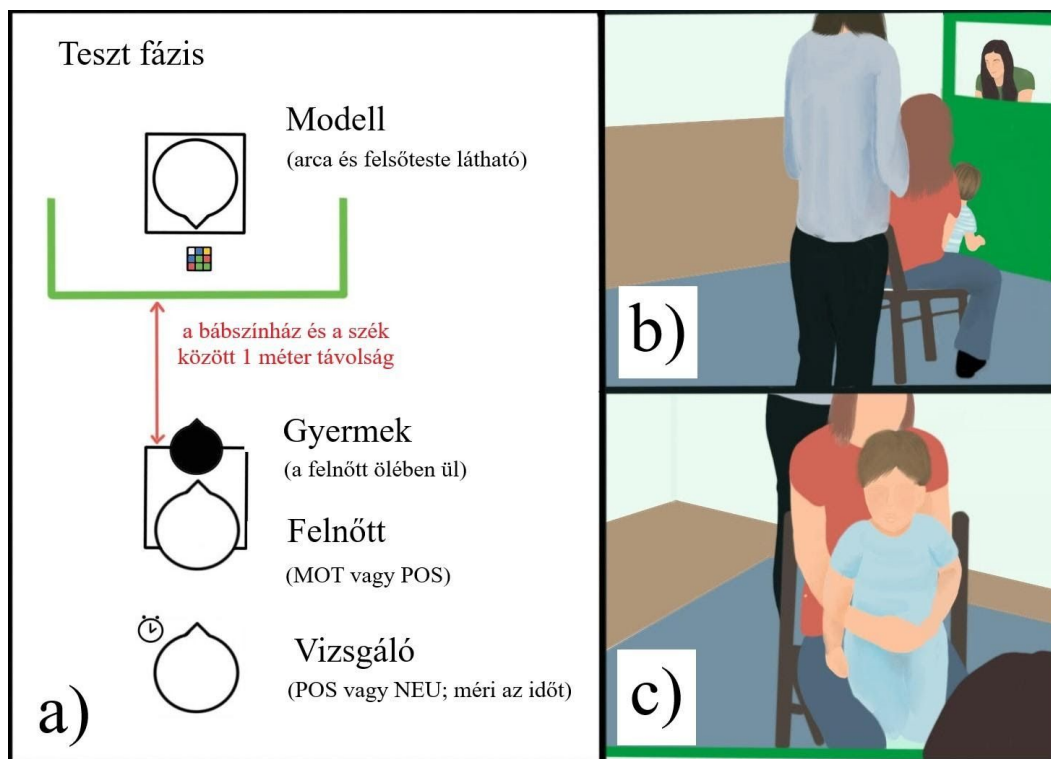 Teszt fázis
Modell
(arca és felsőteste látható)
a bábszínház és a szék
között 1 méter távolság
Gyermek
(a felnőtt ölében ül)
Felnőtt
(MOT vagy POS)
Vizsgáló
(POS vagy NEU; méri az időt)
a)
b)
c)